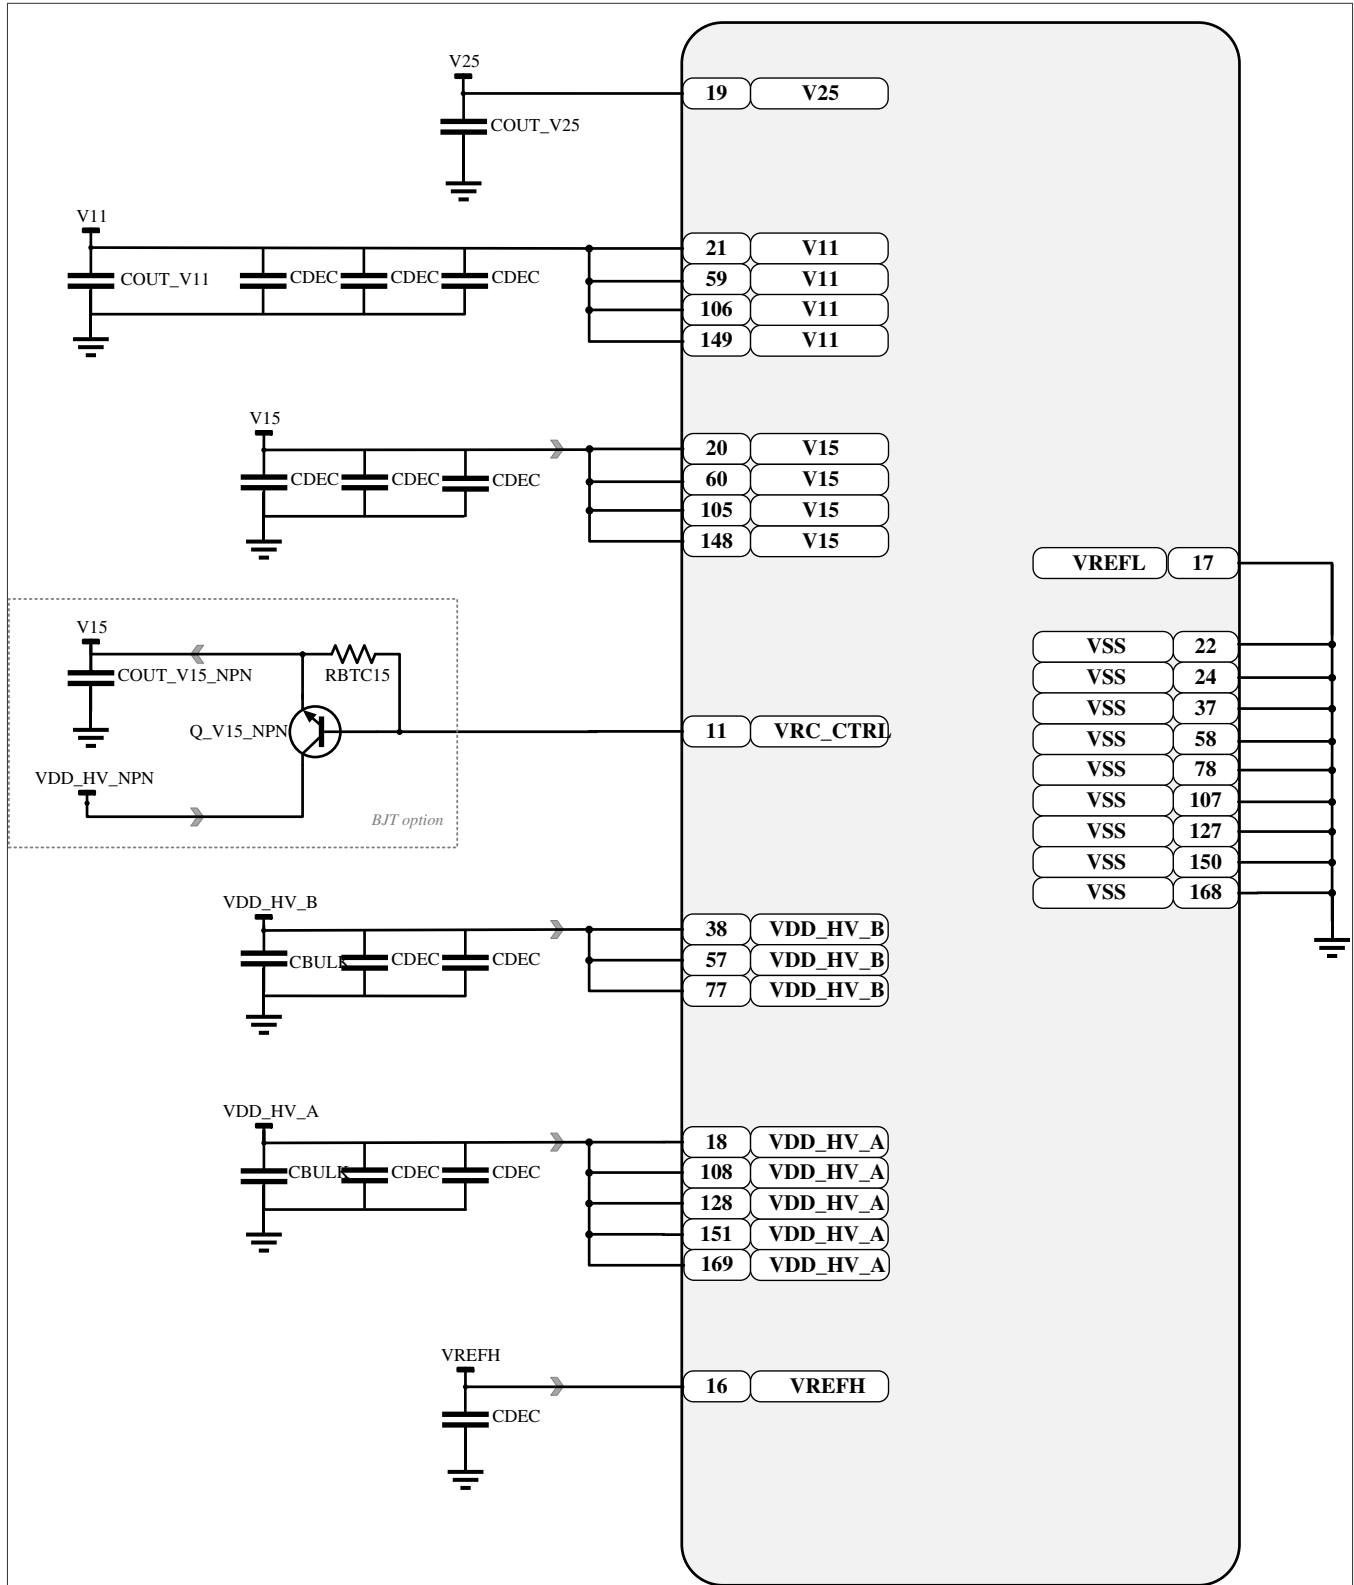 V25
19 V25
COUT_V25
V11
21 V11
COUT_V11 CDEC CDEC CDEC
59 V11
106 V11
149 V11
V15
20 V15
CDEC CDEC CDEC
60 V15
105 V15
148 V15
VREFL 17
V15
COUT_V15_NPN RBTC15
Q_V15_NPN
11 VRC_CTRL
VDD_HV_NPN
BJT option
VSS 22
VSS 24
VSS 37
VSS 58
VSS 78
VSS 107
VSS 127
VSS 150
VSS 168
VDD_HV_B
38 VDD_HV_B
CBULK CDEC CDEC
57 VDD_HV_B
77 VDD_HV_B
VDD_HV_A
18 VDD_HV_A
CBULK CDEC CDEC
108 VDD_HV_A
128 VDD_HV_A
151 VDD_HV_A
169 VDD_HV_A
VREFH
16 VREFH
CDEC